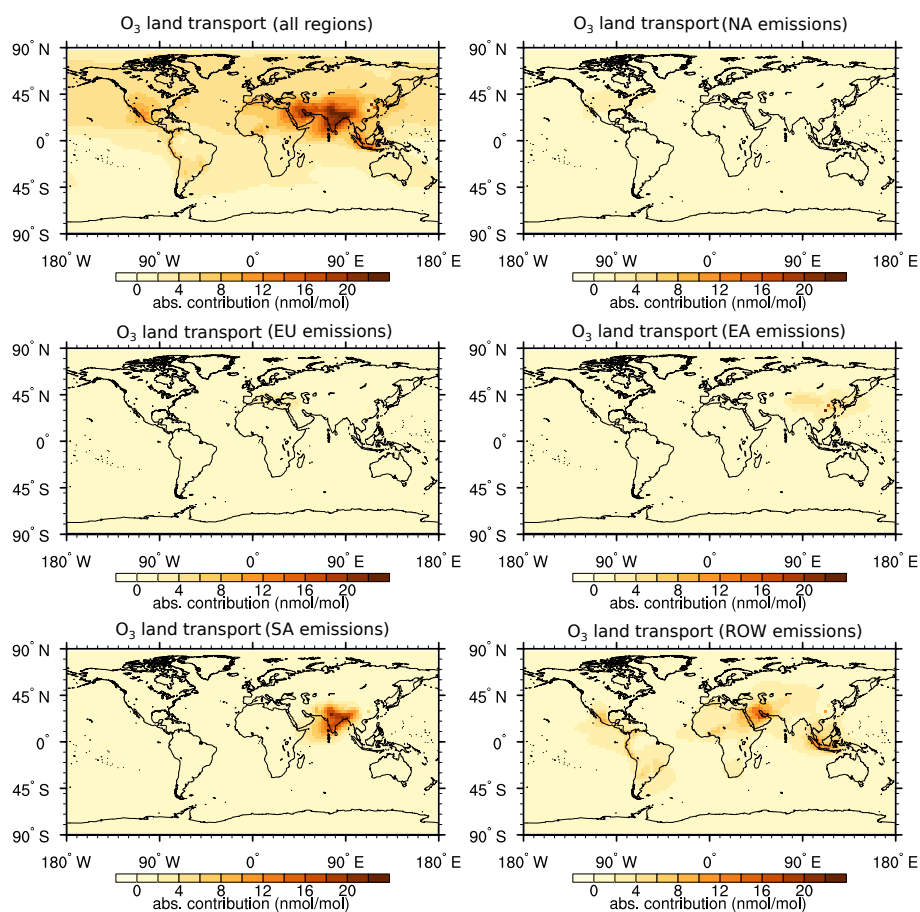 O₃ land transport (all regions)
90° N
45° N
0°
45° S
90° S
180° W 90° W 0° 90° E 180° E
0 4 8 12 16 20
abs. contribution (nmol/mol)
O₃ land transport (NA emissions)
90° N
45° N
0°
45° S
90° S
180° W 90° W 0° 90° E 180° E
0 4 8 12 16 20
abs. contribution (nmol/mol)
O₃ land transport (EU emissions)
90° N
45° N
0°
45° S
90° S
180° W 90° W 0° 90° E 180° E
0 4 8 12 16 20
abs. contribution (nmol/mol)
O₃ land transport (EA emissions)
90° N
45° N
0°
45° S
90° S
180° W 90° W 0° 90° E 180° E
0 4 8 12 16 20
abs. contribution (nmol/mol)
O₃ land transport (SA emissions)
90° N
45° N
0°
45° S
90° S
180° W 90° W 0° 90° E 180° E
0 4 8 12 16 20
abs. contribution (nmol/mol)
O₃ land transport (ROW emissions)
90° N
45° N
0°
45° S
90° S
180° W 90° W 0° 90° E 180° E
0 4 8 12 16 20
abs. contribution (nmol/mol)